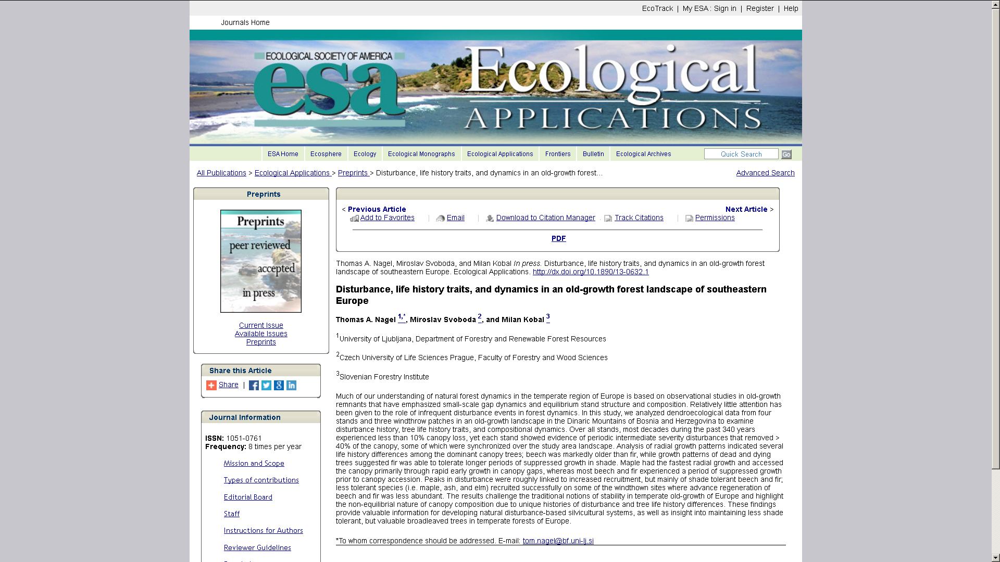 EcoTrack | My ESA : Sign in | Register | Help
Journals Home
ECOLOGICAL SOCIETY OF AMERICA
esa
Ecological
APPLICATIONS
ESA Home
Ecosphere
Ecology
Ecological Monographs
Ecological Applications
Frontiers
Bulletin
Ecological Archives
Quick Search
Go
All Publications > Ecological Applications > Preprints > Disturbance, life history traits, and dynamics in an old-growth forest...
Advanced Search
Preprints
Preprints
peer reviewed
accepted
in press
Current Issue
Available Issues
Preprints
Share this Article
Share |
Journal Information
ISSN: 1051-0761
Frequency: 8 times per year
Mission and Scope
Types of contributions
Editorial Board
Staff
Instructions for Authors
Reviewer Guidelines
< Previous Article
Next Article >
Add to Favorites | Email | Download to Citation Manager Track Citations | Permissions
PDF
Thomas A. Nagel, Miroslav Svoboda, and Milan Kobal In press. Disturbance, life history traits, and dynamics in an old-growth forest
landscape of southeastern Europe. Ecological Applications. http://dx.doi.org/10.1890/13-0632.1
Disturbance, life history traits, and dynamics in an old-growth forest landscape of southeastern
Europe
Thomas A. Nagel 1,*, Miroslav Svoboda 2, and Milan Kobal 3
1University of Ljubljana, Department of Forestry and Renewable Forest Resources
2Czech University of Life Sciences Prague, Faculty of Forestry and Wood Sciences
3Slovenian Forestry Institute
Much of our understanding of natural forest dynamics in the temperate region of Europe is based on observational studies in old-growth
remnants that have emphasized small-scale gap dynamics and equilibrium stand structure and composition. Relatively little attention has
been given to the role of infrequent disturbance events in forest dynamics. In this study, we analyzed dendroecological data from four
stands and three windthrow patches in an old-growth landscape in the Dinaric Mountains of Bosnia and Herzegovina to examine
disturbance history, tree life history traits, and compositional dynamics. Over all stands, most decades during the past 340 years
experienced less than 10% canopy loss, yet each stand showed evidence of periodic intermediate severity disturbances that removed >
40% of the canopy, some of which were synchronized over the study area landscape. Analysis of radial growth patterns indicated several
life history differences among the dominant canopy trees; beech was markedly older than fir, while growth patterns of dead and dying
trees suggested fir was able to tolerate longer periods of suppressed growth in shade. Maple had the fastest radial growth and accessed
the canopy primarily through rapid early growth in canopy gaps, whereas most beech and fir experienced a period of suppressed growth
prior to canopy accession. Peaks in disturbance were roughly linked to increased recruitment, but mainly of shade tolerant beech and fir;
less tolerant species (i.e. maple, ash, and elm) recruited successfully on some of the windthown sites where advance regeneration of
beech and fir was less abundant. The results challenge the traditional notions of stability in temperate old-growth of Europe and highlight
the non-equilibrial nature of canopy composition due to unique histories of disturbance and tree life history differences. These findings
provide valuable information for developing natural disturbance-based silvicultural systems, as well as insight into maintaining less shade
tolerant, but valuable broadleaved trees in temperate forests of Europe.
*To whom correspondence should be addressed. E-mail: tom.nagel@bf.uni-lj.si